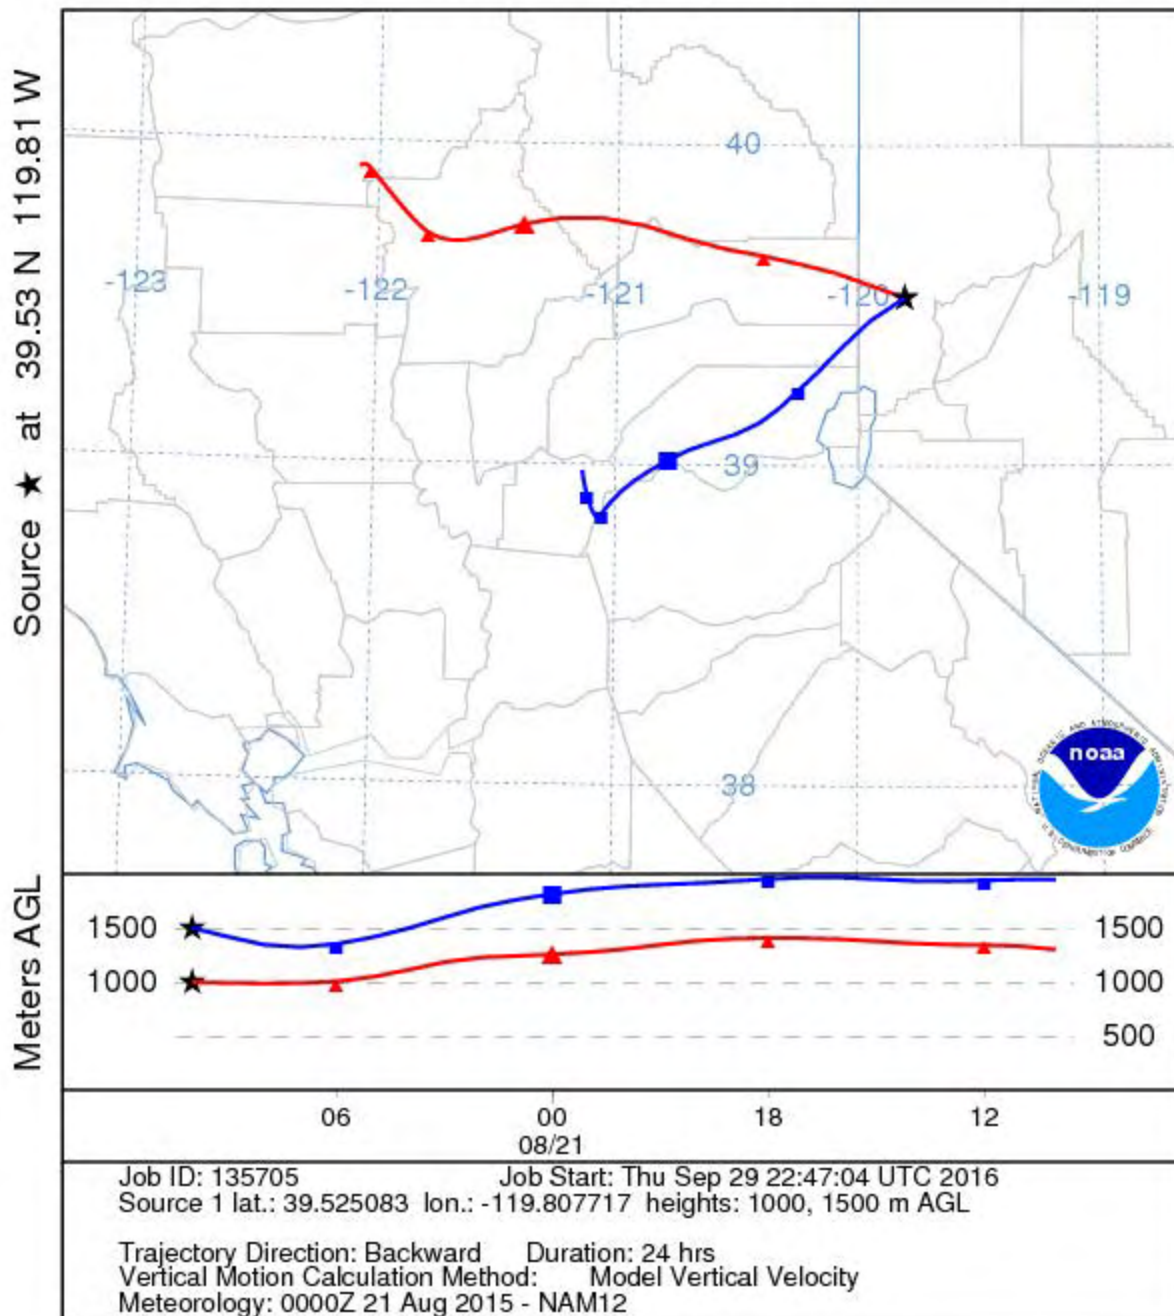 Source ★ at 39.53 N 119.81 W
40
-123
-122
-121
-120
-119
39
38
noaa
Meters AGL
1500
1500
1000
1000
500
06 00 18 12
08/21
Job ID: 135705 Job Start: Thu Sep 29 22:47:04 UTC 2016
Source 1 lat.: 39.525083 lon.: -119.807717 heights: 1000, 1500 m AGL
Trajectory Direction: Backward Duration: 24 hrs
Vertical Motion Calculation Method: Model Vertical Velocity
Meteorology: 0000Z 21 Aug 2015 - NAM12